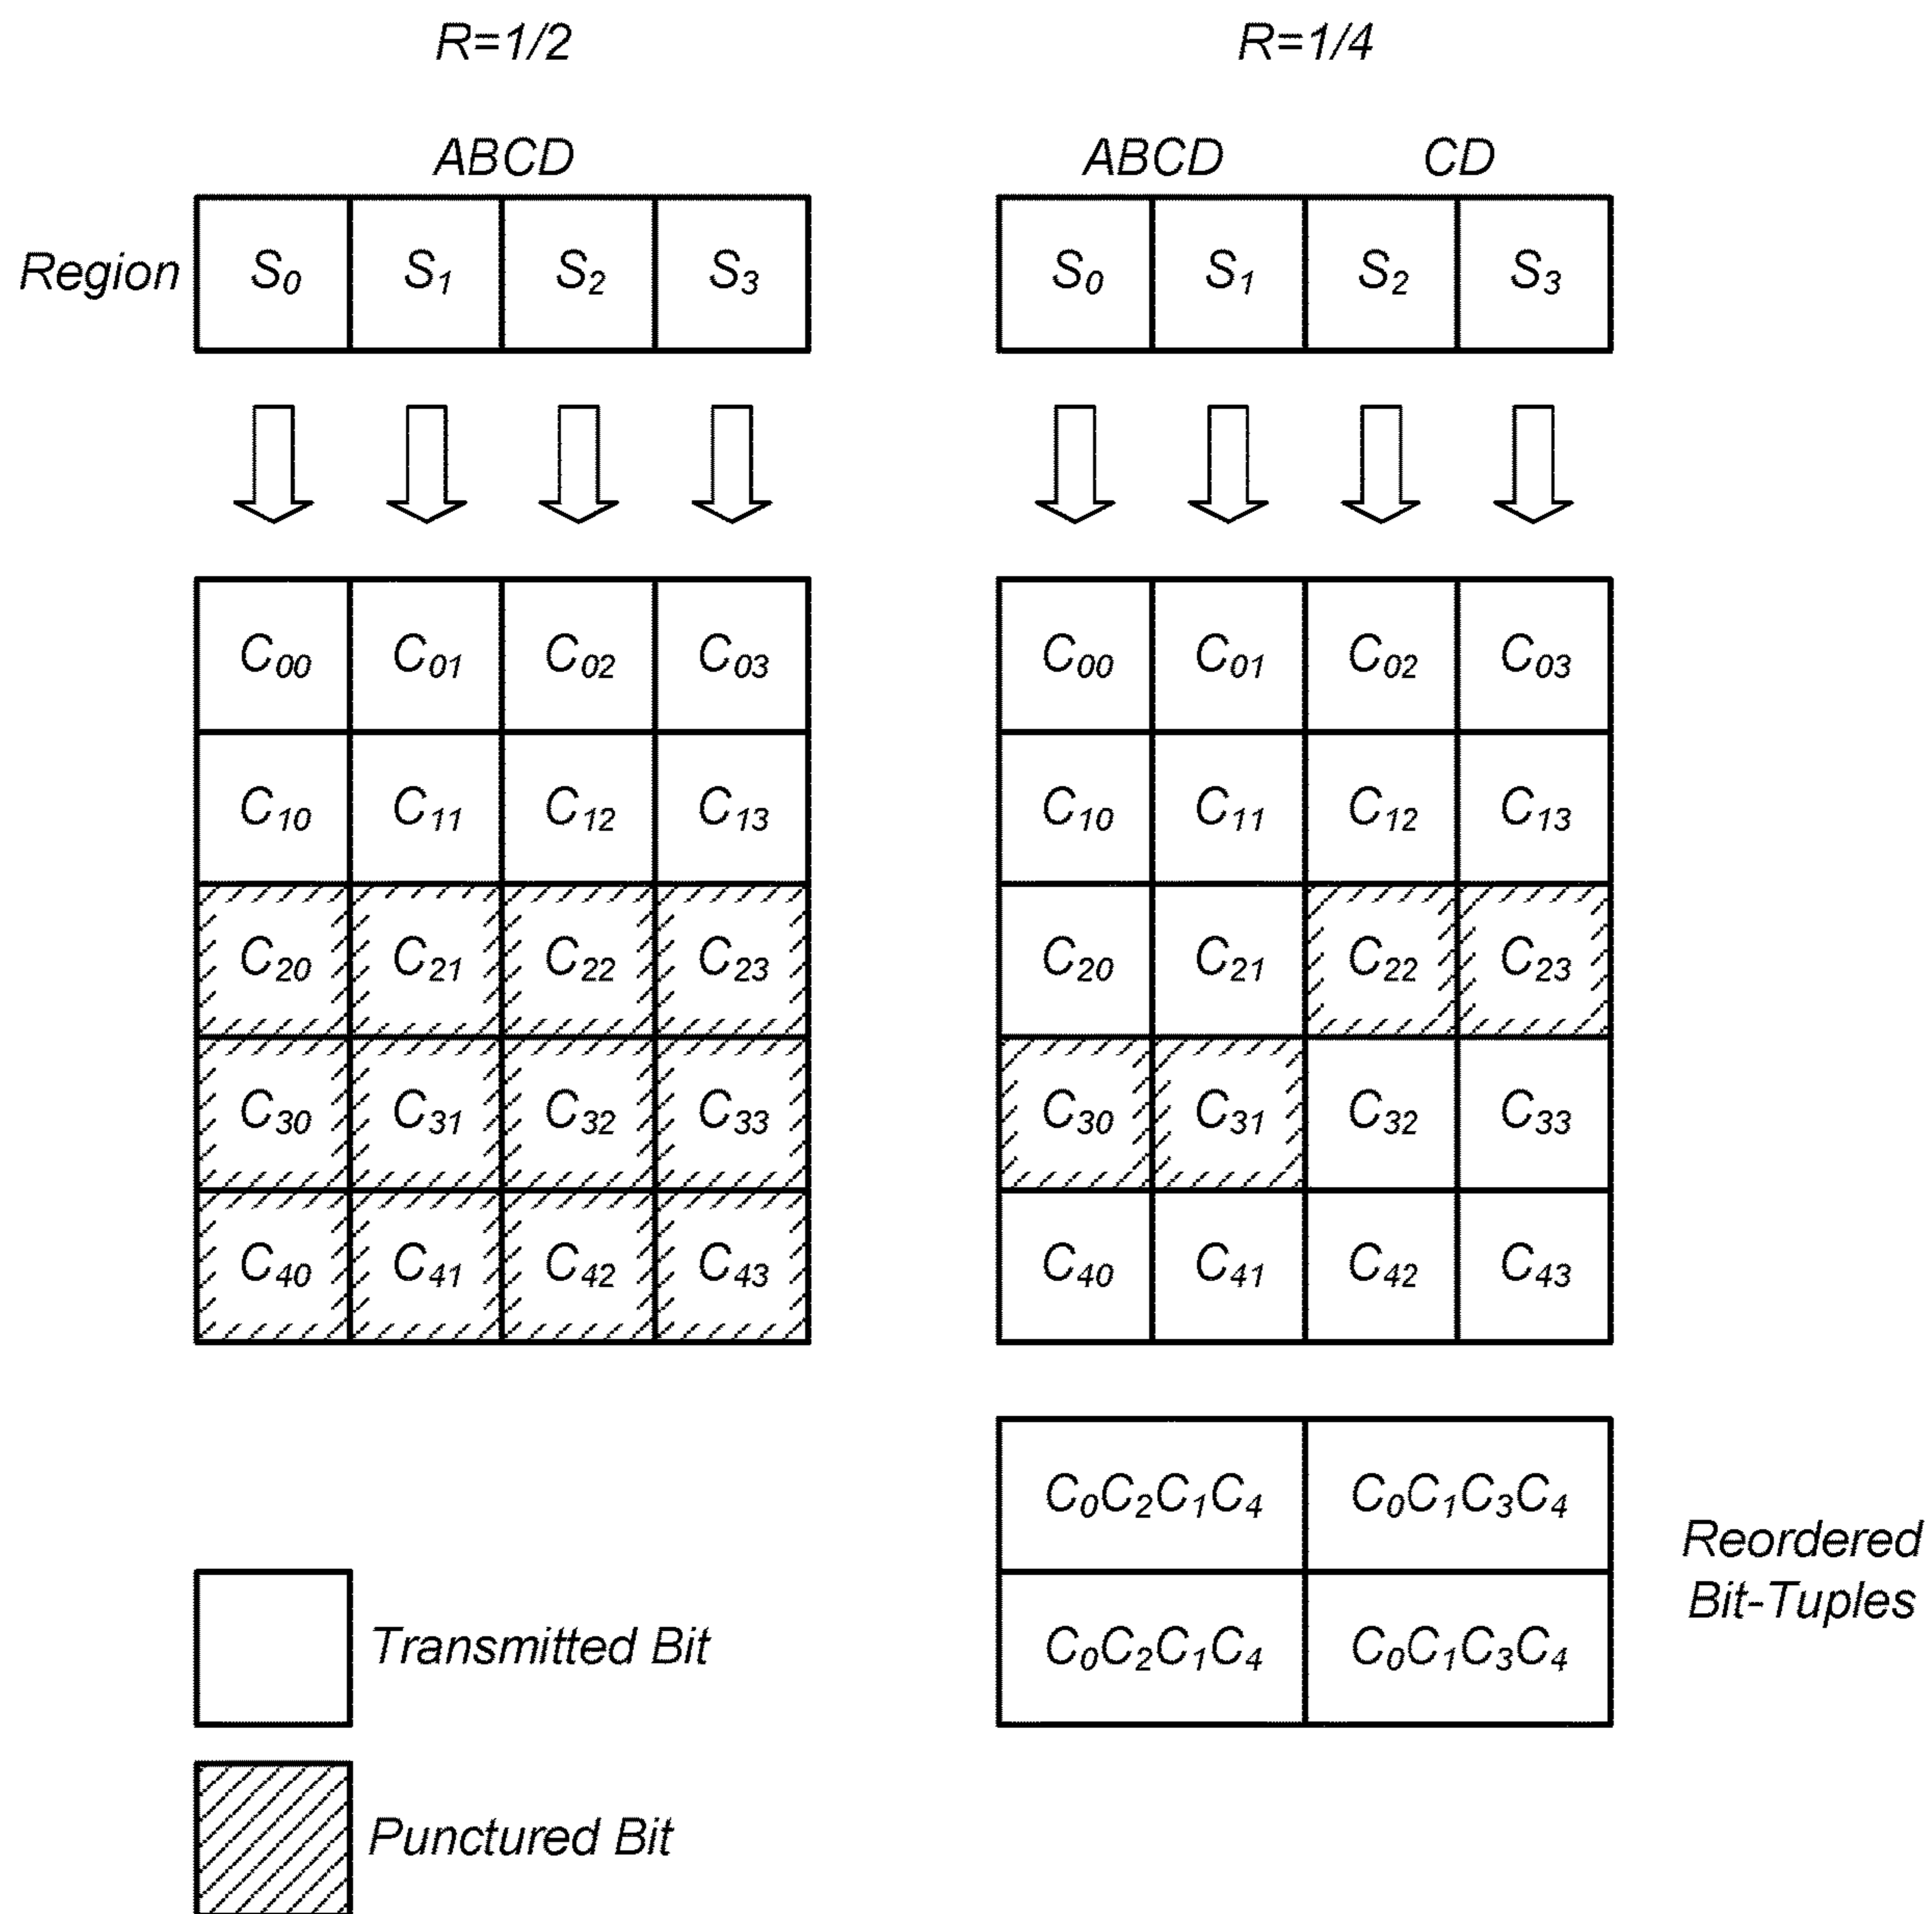 R=1/2 R=1/4
ABCD ABCD CD
Region S0 S1 S2 S3 S0 S1 S2 S3
C00 C01 C02 C03 C00 C01 C02 C03
C10 C11 C12 C13 C10 C11 C12 C13
C20 C21 C22 C23 C20 C21 C22 C23
C30 C31 C32 C33 C30 C31 C32 C33
C40 C41 C42 C43 C40 C41 C42 C43
C0C2C1C4 C0C1C3C4
Reordered
Bit-Tuples
C0C2C1C4 C0C1C3C4
Transmitted Bit
Punctured Bit